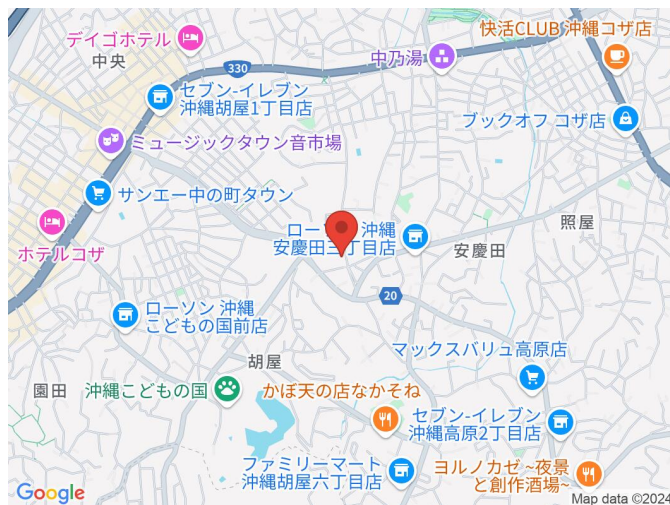 快活CLUB 沖縄コザ店
デイゴホテル
中央
中乃湯
330
セブン-イレブン
沖縄胡屋1丁目店
ブックオフ コザ店
ミュージックタウン音市場
サンエー中の町タウン
照屋
ホテルコザ
ローソン 沖縄
安慶田三丁目店
安慶田
20
ローソン 沖縄
こどもの国前店
マックスバリュ高原店
胡屋
園田
沖縄こどもの国
かぼ天の店なかそね
セブン-イレブン
沖縄高原2丁目店
ファミリーマート
沖縄胡屋六丁目店
ヨルノカゼ ~夜景
と創作酒場~
Google
Map data ©2024